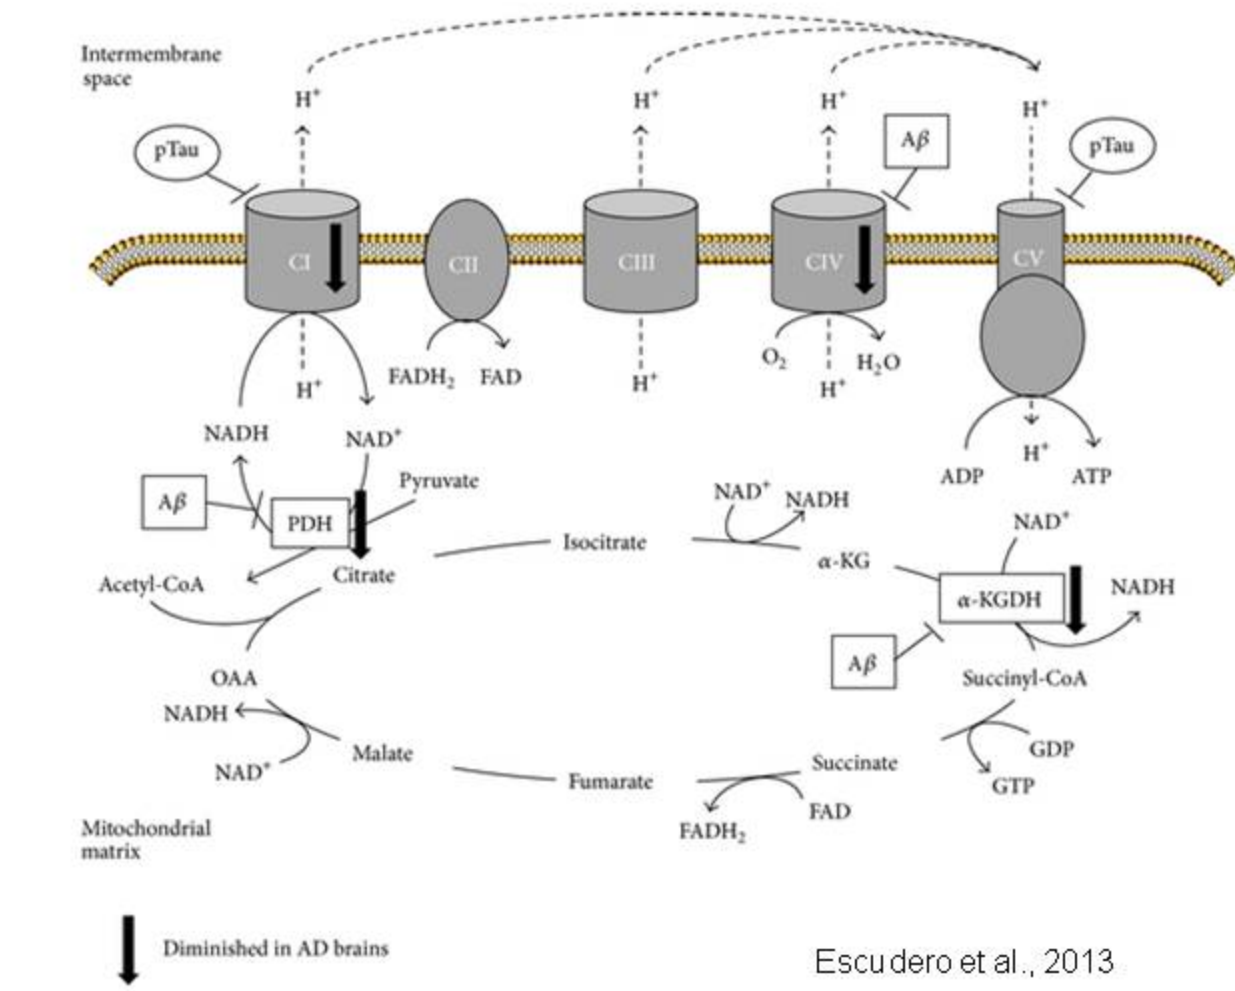 Intermembrane
space
H⁺
H⁺
H⁺
H⁺
pTau
Aβ
pTau
CI
CII
CIII
CIV
CV
FADH₂
FAD
O₂
H₂O
H⁺
H⁺
H⁺
NADH
NAD⁺
H⁺
ADP
ATP
Aβ
PDH
Pyruvate
NAD⁺
NADH
NAD⁺
Isocitrate
α-KG
Acetyl-CoA
Citrate
α-KGDH
NADH
Aβ
OAA
Succinyl-CoA
NADH
NAD⁺
Malate
Fumarate
Succinate
GDP
GTP
FADH₂
FAD
Mitochondrial
matrix
Diminished in AD brains
Escudero et al., 2013